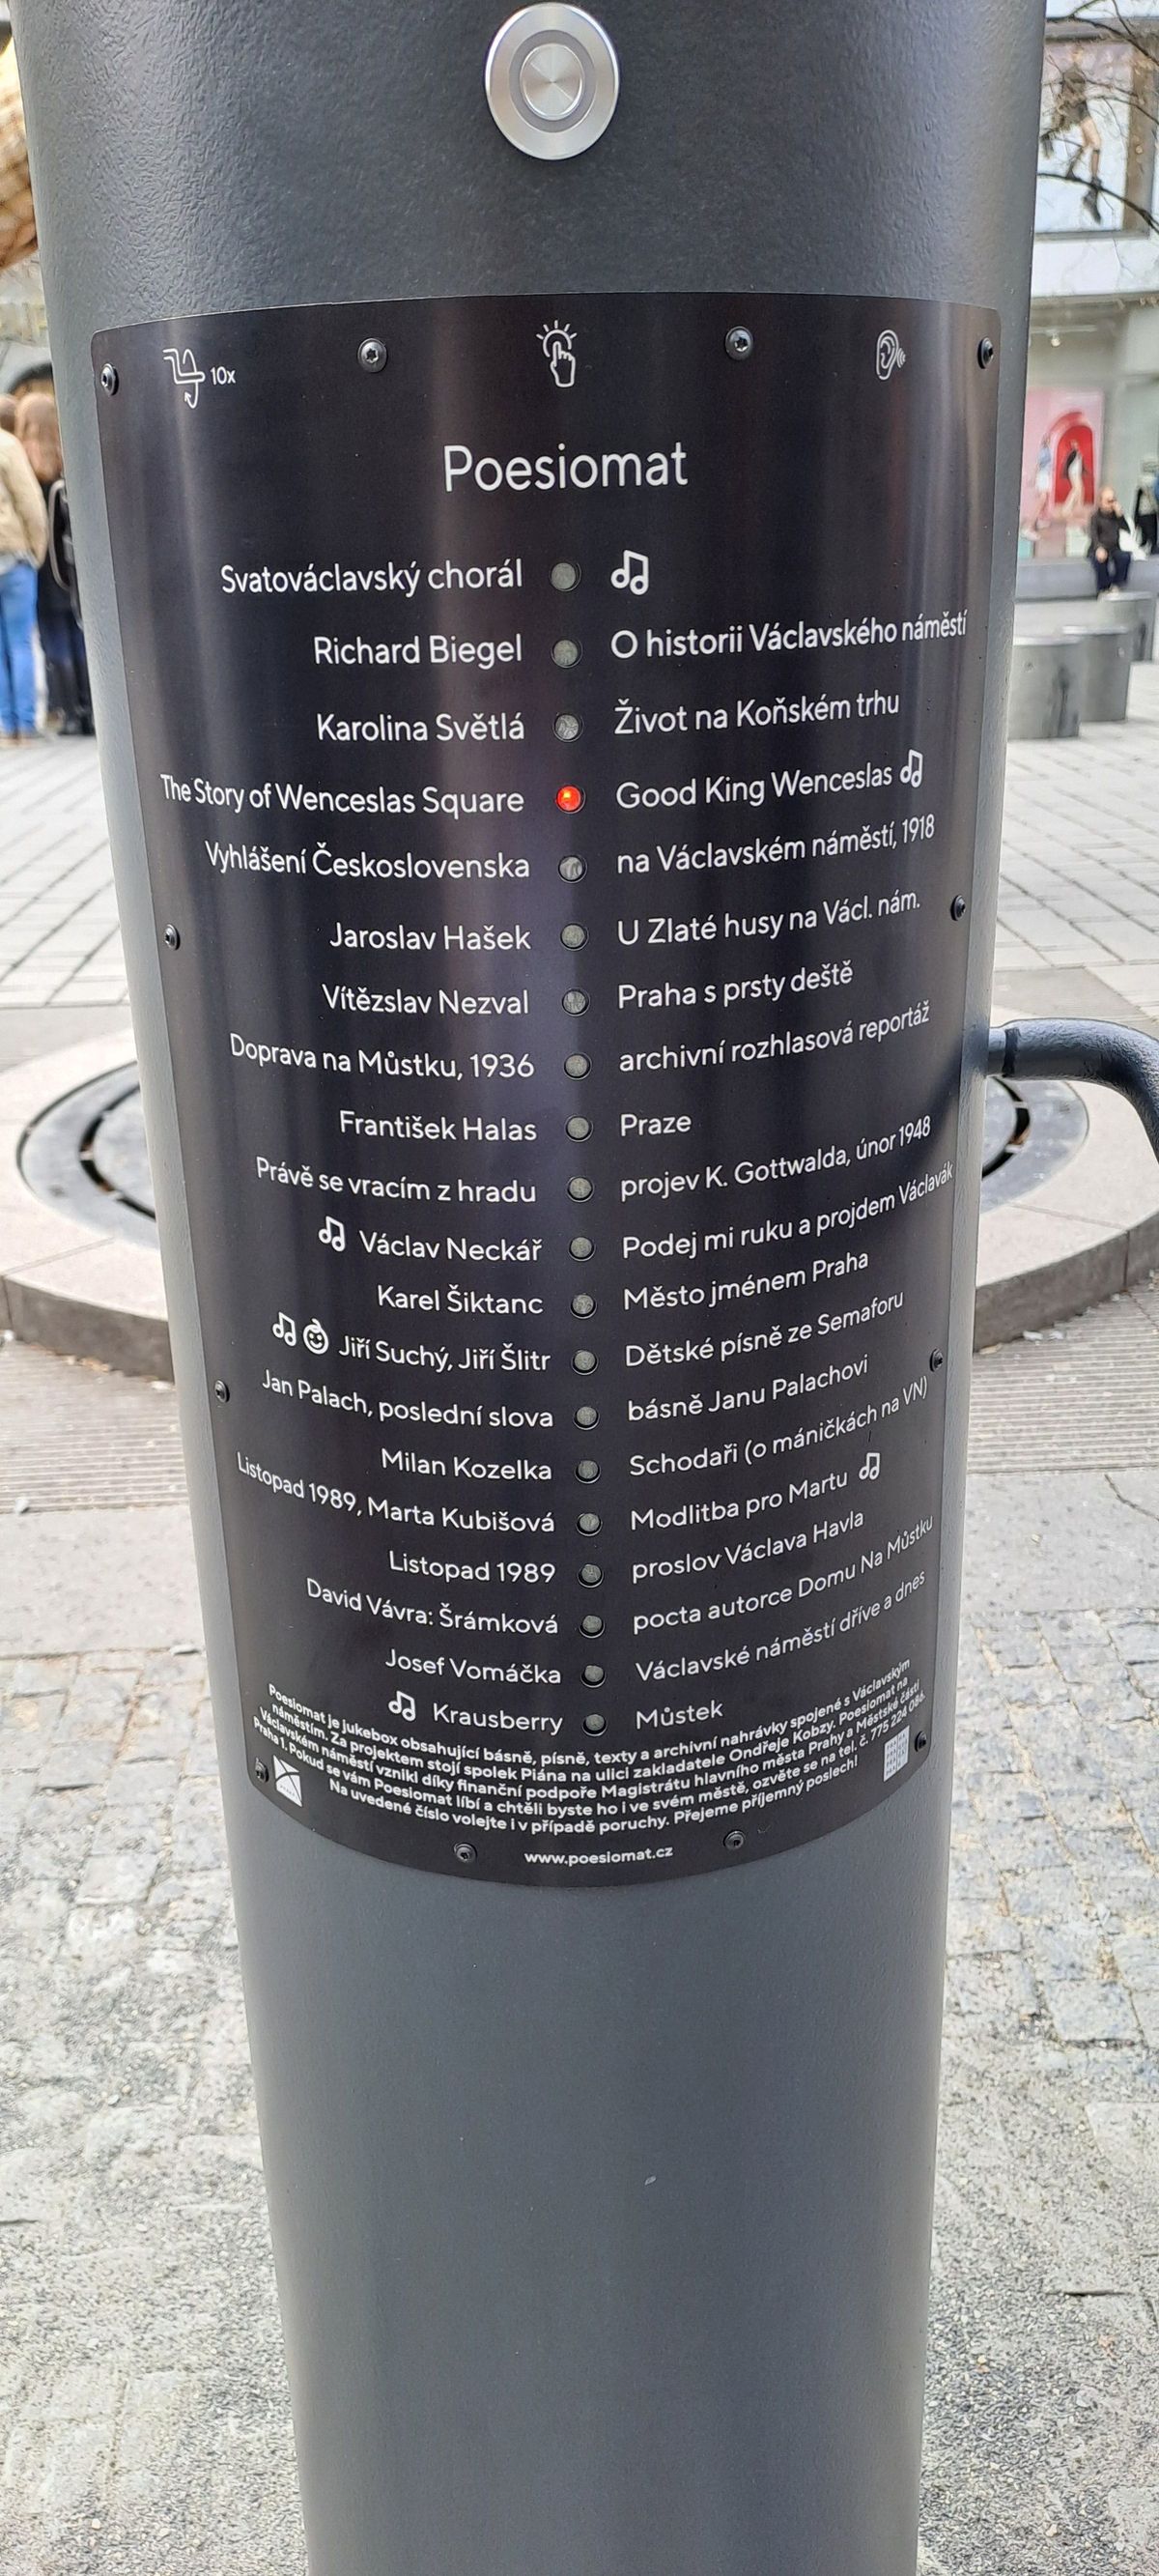 10x
Poesiomat
Svatováclavský chorál
Richard Biegel O historii Václavského náměstí
Karolina Světlá Život na Koňském trhu
The Story of Wenceslas Square Good King Wenceslas
Vyhlášení Československa na Václavském náměstí, 1918
Jaroslav Hašek U Zlaté husy na Václ. nám.
Vítězslav Nezval Praha s prsty deště
Doprava na Můstku, 1936 archivní rozhlasová reportáž
František Halas Praze
Právě se vracím z hradu projev K. Gottwalda, únor 1948
Václav Neckář Podej mi ruku a projdem Václavák
Karel Šiktanc Město jménem Praha
Jiří Suchý, Jiří Šlitr Dětské písně ze Semaforu
Jan Palach, poslední slova básně Janu Palachovi
Milan Kozelka Schodaři (o máničkách na VN)
Listopad 1989, Marta Kubišová Modlitba pro Martu
Listopad 1989 proslov Václava Havla
David Vávra: Šrámková pocta autorce Domu Na Můstku
Josef Vomáčka Václavské náměstí dříve a dnes
Krausberry Můstek
Poesiomat je jukebox obsahující básně, písně, texty a archivní nahrávky spojené s Václavským
náměstím. Za projektem stojí spolek Piána na ulici zakladatele Ondřeje Kobzy. Poesiomat na
Václavském náměstí vznikl díky finanční podpoře Magistrátu hlavního města Prahy a Městské části
Praha 1. Pokud se vám Poesiomat líbí a chtěli byste ho i ve svém městě, ozvěte se na tel. č. 775 224 086.
Na uvedené číslo volejte i v případě poruchy. Přejeme příjemný poslech!
www.poesiomat.cz